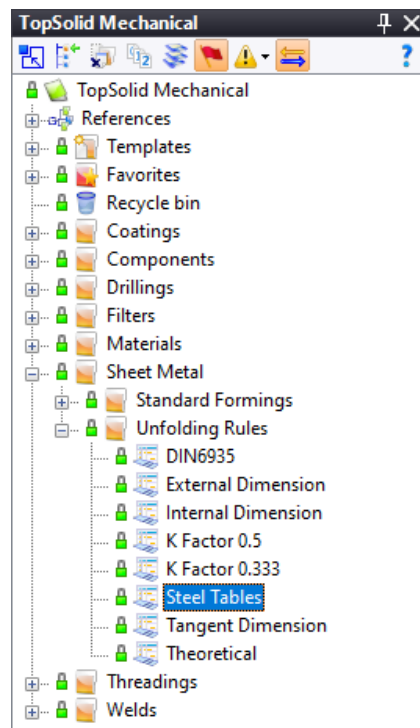 TopSolid Mechanical
TopSolid Mechanical
References
Templates
Favorites
Recycle bin
Coatings
Components
Drillings
Filters
Materials
Sheet Metal
Standard Formings
Unfolding Rules
DIN6935
External Dimension
Internal Dimension
K Factor 0.5
K Factor 0.333
Steel Tables
Tangent Dimension
Theoretical
Threadings
Welds